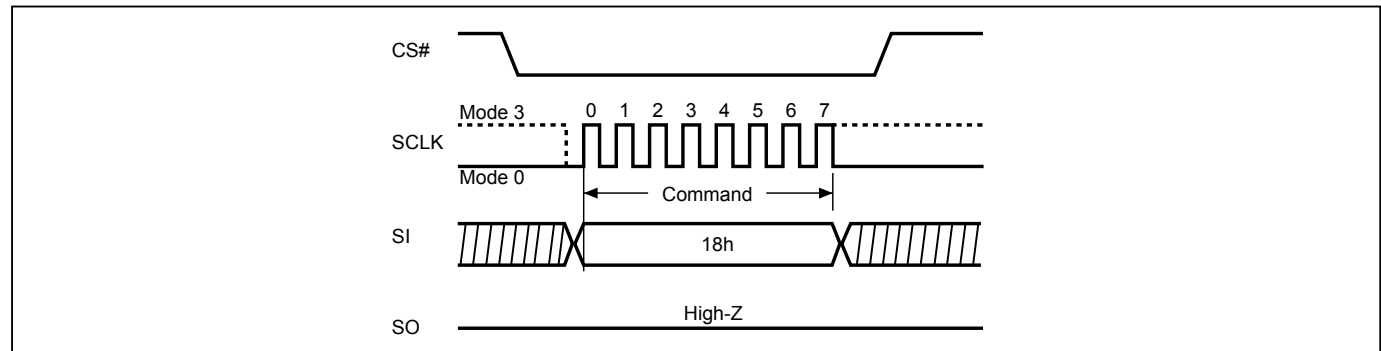 CS#
Mode 3 0 1 2 3 4 5 6 7
SCLK
Mode 0
Command
SI 18h
High-Z
SO